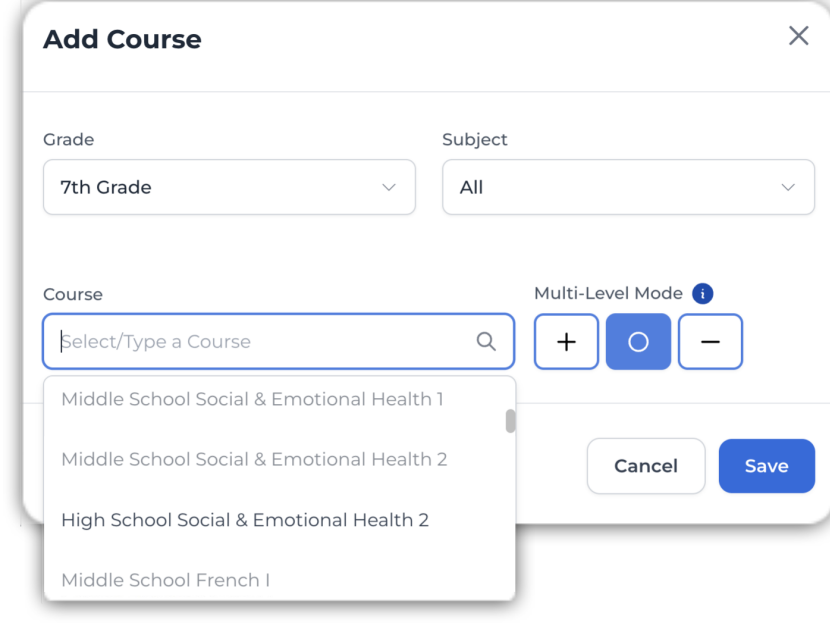 Add Course
Grade
Subject
7th Grade
All
Course
Multi-Level Mode i
Select/Type a Course
Middle School Social & Emotional Health 1
Middle School Social & Emotional Health 2
High School Social & Emotional Health 2
Middle School French I
Cancel
Save